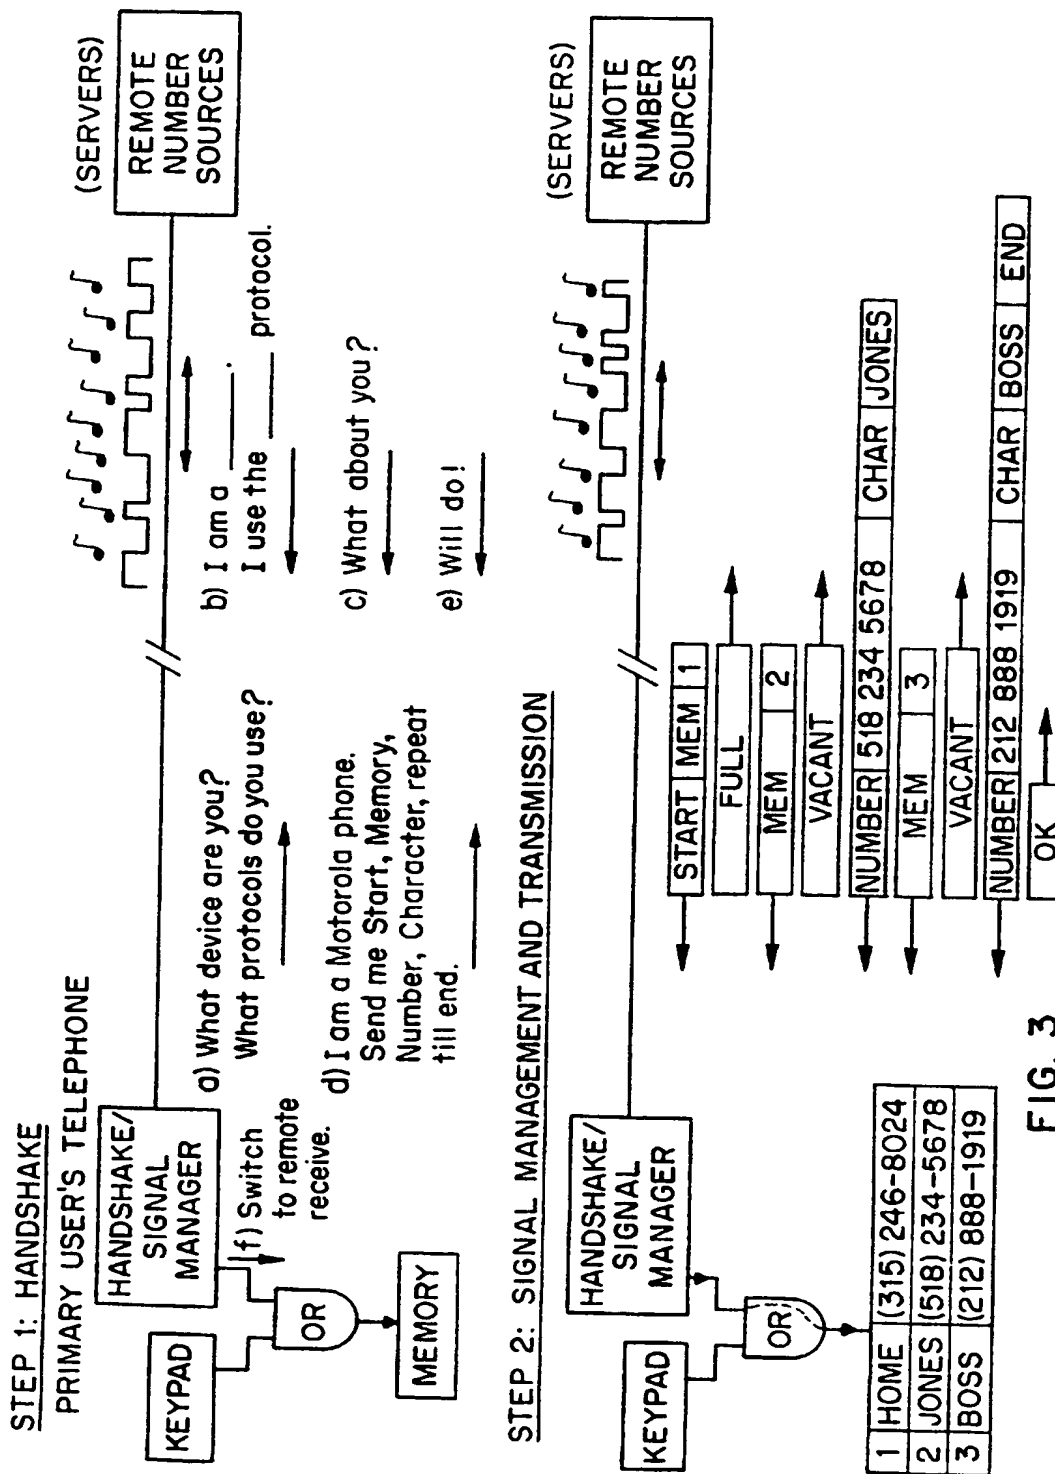 STEP 1: HANDSHAKE
PRIMARY USER'S TELEPHONE
(SERVERS)
KEYPAD
HANDSHAKE/
SIGNAL
MANAGER
REMOTE
NUMBER
SOURCES
OR
MEMORY
f) Switch
to remote
receive.
a) What device are you?
What protocols do you use?
b) I am a ____.
I use the ____ protocol.
c) What about you?
d) I am a Motorola phone.
Send me Start, Memory,
Number, Character, repeat
till end.
e) Will do!
STEP 2: SIGNAL MANAGEMENT AND TRANSMISSION
(SERVERS)
KEYPAD
HANDSHAKE/
SIGNAL
MANAGER
REMOTE
NUMBER
SOURCES
OR
START MEM 1
FULL
MEM 2
VACANT
NUMBER 518 234 5678 CHAR JONES
MEM 3
VACANT
NUMBER 212 888 1919 CHAR BOSS END
OK
1 HOME (315) 246-8024
2 JONES (518) 234-5678
3 BOSS (212) 888-1919
FIG. 3